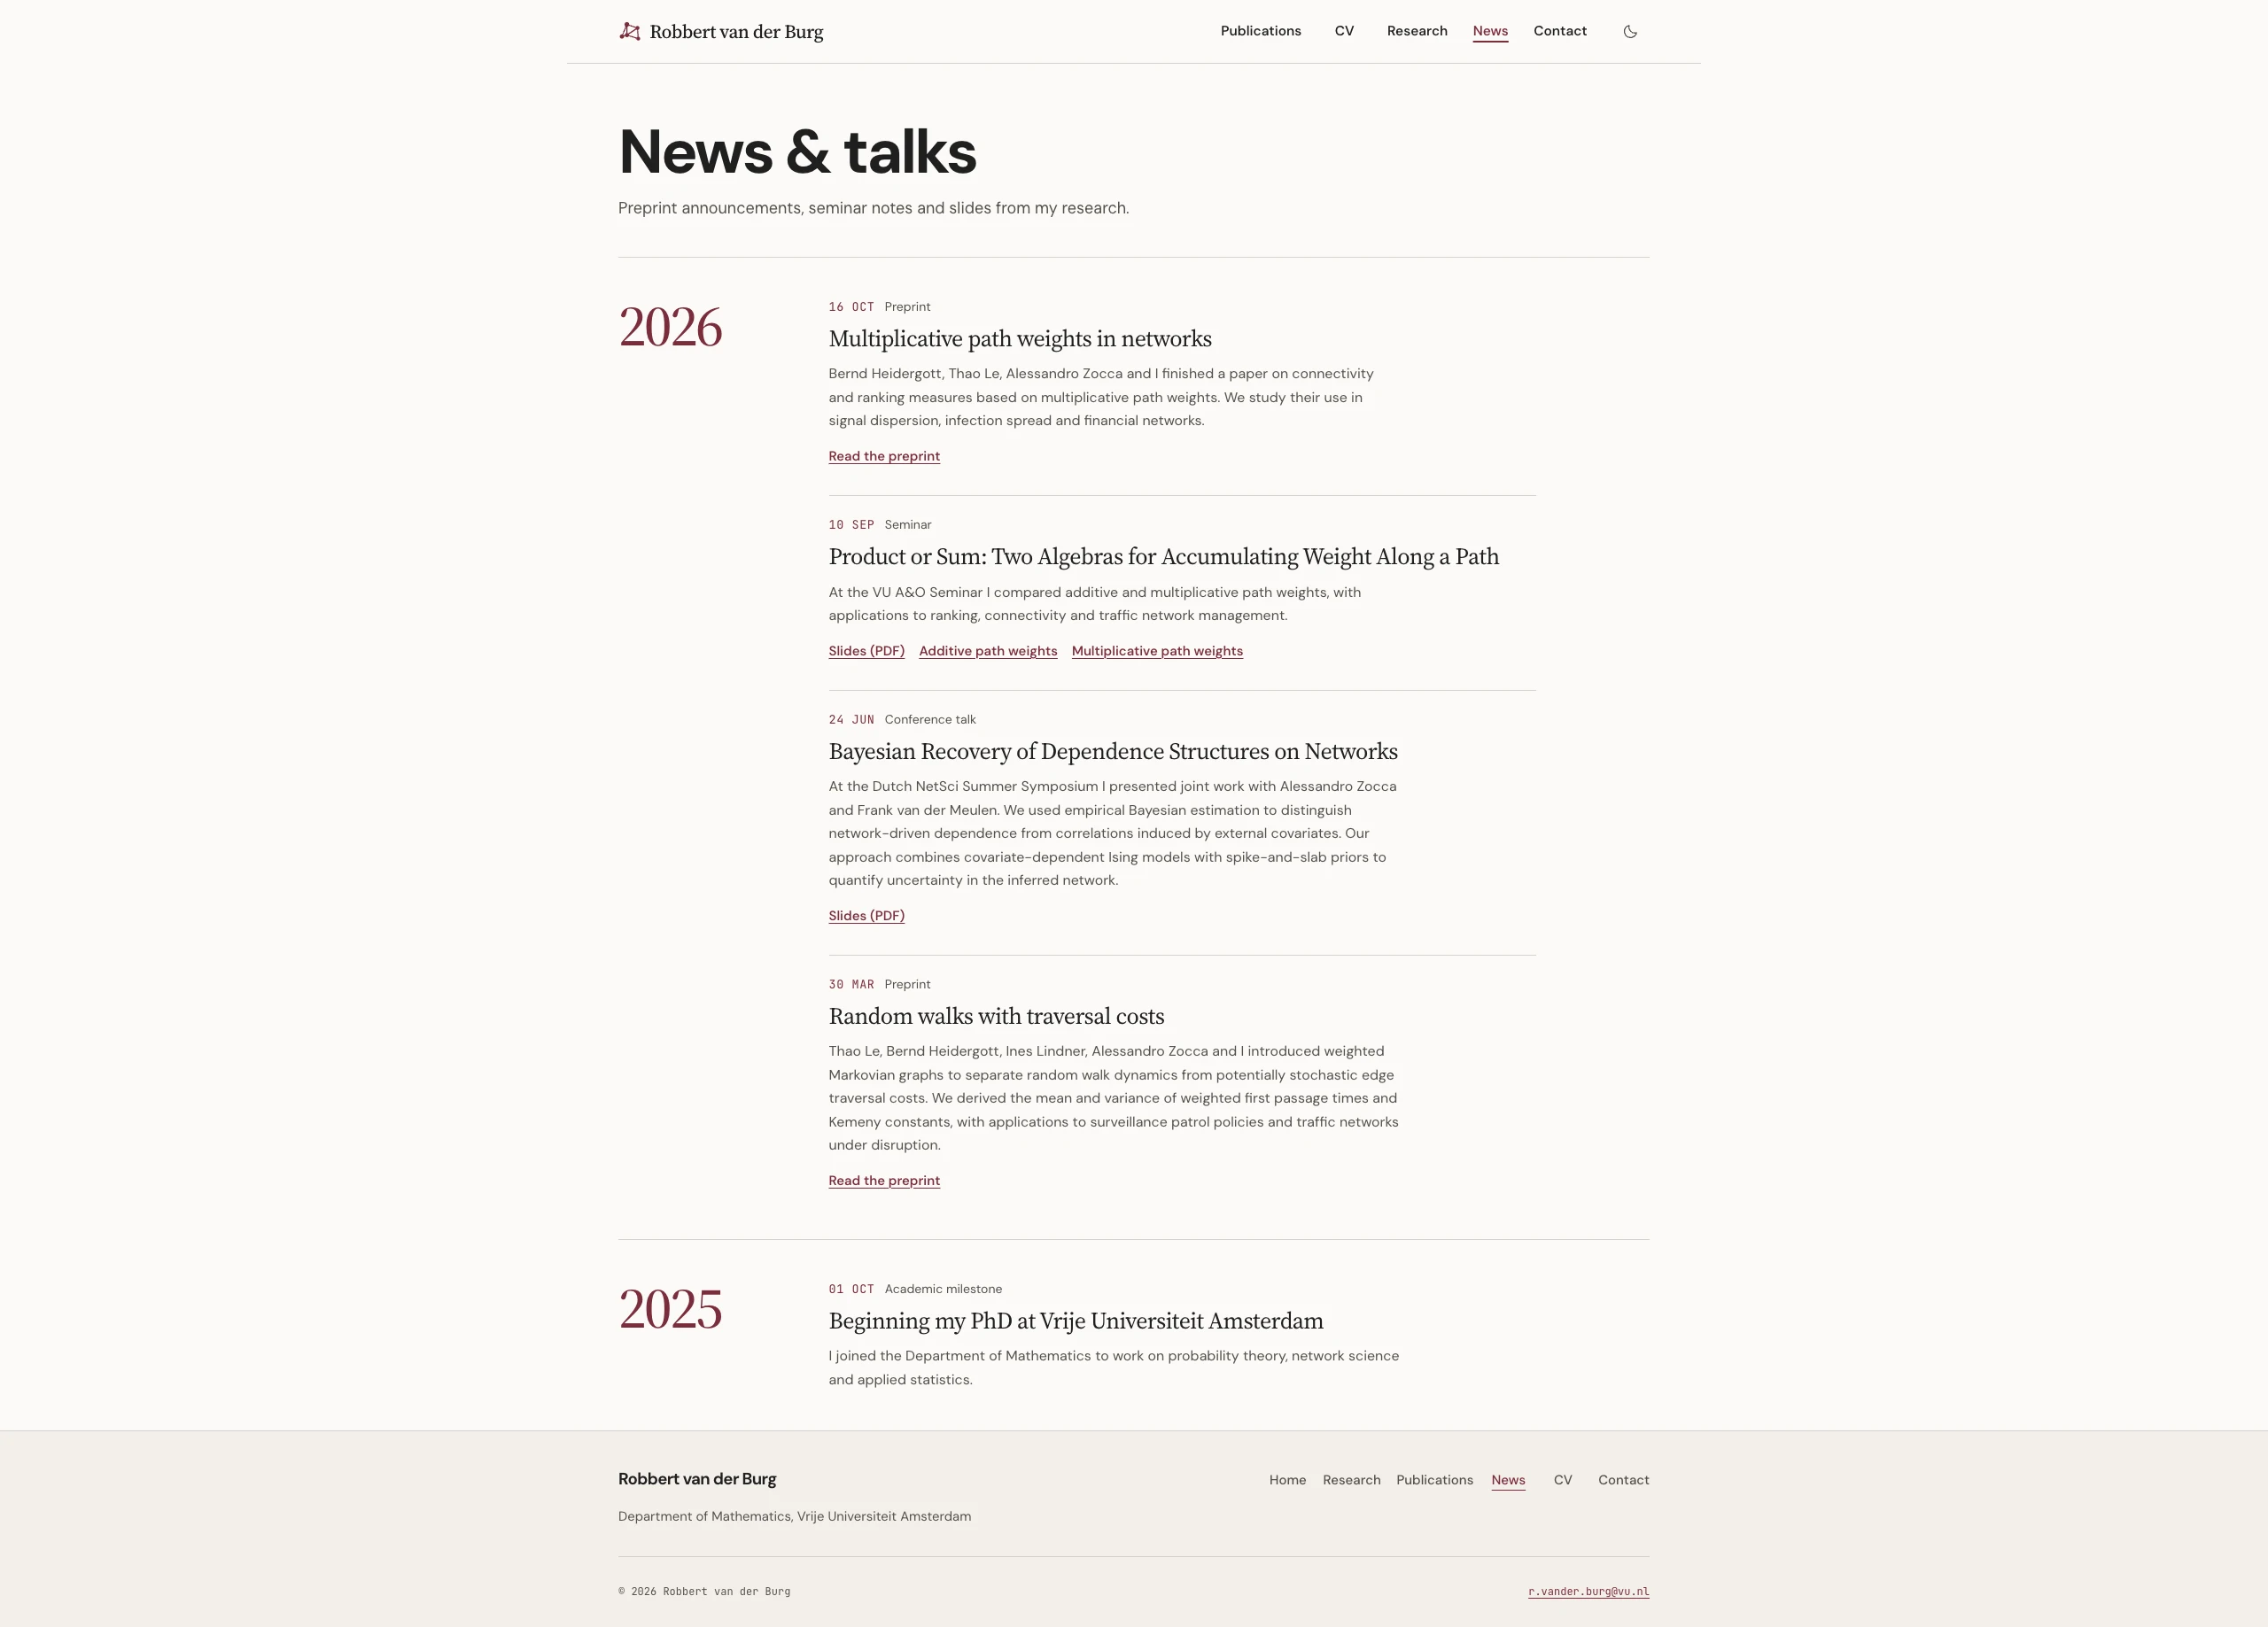 Robbert van der Burg
Publications CV Research News Contact
News & talks
Preprint announcements, seminar notes and slides from my research.
2026
16 OCT Preprint
Multiplicative path weights in networks
Bernd Heidergott, Thao Le, Alessandro Zocca and I finished a paper on connectivity
and ranking measures based on multiplicative path weights. We study their use in
signal dispersion, infection spread and financial networks.
Read the preprint
10 SEP Seminar
Product or Sum: Two Algebras for Accumulating Weight Along a Path
At the VU A&O Seminar I compared additive and multiplicative path weights, with
applications to ranking, connectivity and traffic network management.
Slides (PDF) Additive path weights Multiplicative path weights
24 JUN Conference talk
Bayesian Recovery of Dependence Structures on Networks
At the Dutch NetSci Summer Symposium I presented joint work with Alessandro Zocca
and Frank van der Meulen. We used empirical Bayesian estimation to distinguish
network-driven dependence from correlations induced by external covariates. Our
approach combines covariate-dependent Ising models with spike-and-slab priors to
quantify uncertainty in the inferred network.
Slides (PDF)
30 MAR Preprint
Random walks with traversal costs
Thao Le, Bernd Heidergott, Ines Lindner, Alessandro Zocca and I introduced weighted
Markovian graphs to separate random walk dynamics from potentially stochastic edge
traversal costs. We derived the mean and variance of weighted first passage times and
Kemeny constants, with applications to surveillance patrol policies and traffic networks
under disruption.
Read the preprint
2025
01 OCT Academic milestone
Beginning my PhD at Vrije Universiteit Amsterdam
I joined the Department of Mathematics to work on probability theory, network science
and applied statistics.
Robbert van der Burg
Home Research Publications News CV Contact
Department of Mathematics, Vrije Universiteit Amsterdam
© 2026 Robbert van der Burg
r.vander.burg@vu.nl